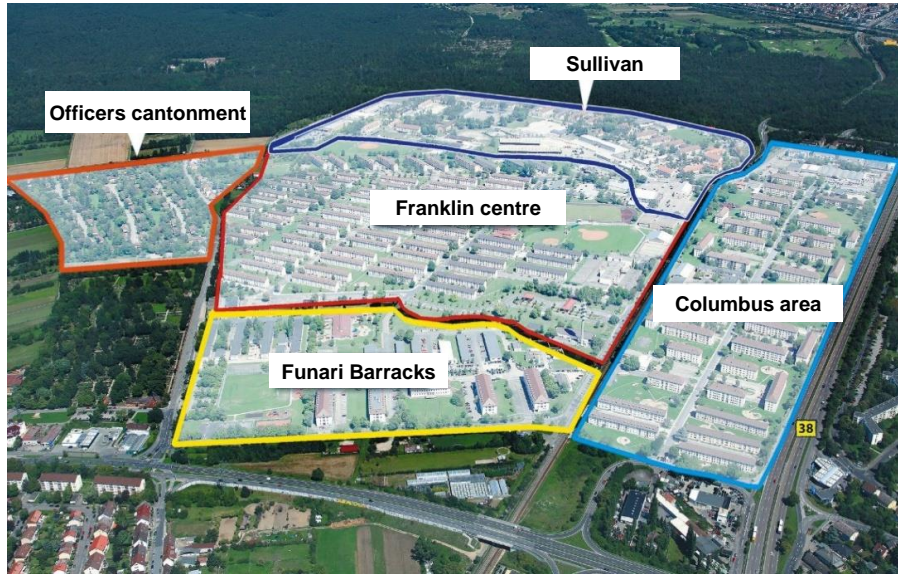 Sullivan
Officers cantonment
Franklin centre
Columbus area
Funari Barracks
38